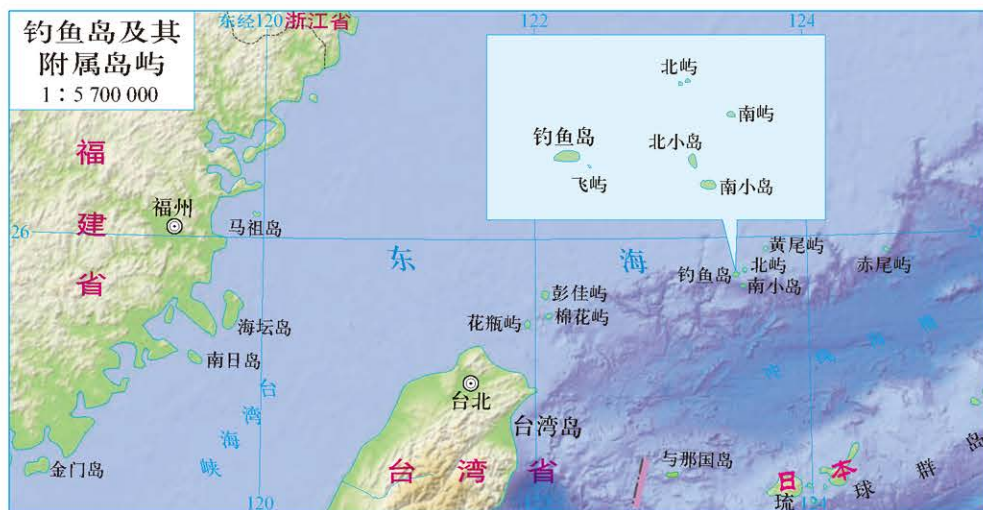 钓鱼岛及其
附属岛屿
1：5 700 000
东经120
浙江省
122
124
北屿
南屿
钓鱼岛
北小岛
飞屿
南小岛
福建省
福州
马祖岛
26
东海
黄尾屿
赤尾屿
钓鱼岛
北屿
南小岛
彭佳屿
棉花屿
花瓶屿
海坛岛
南日岛
台湾海峡
台北
台湾岛
台湾省
金门岛
与那国岛
日本
琉球群岛
120
124